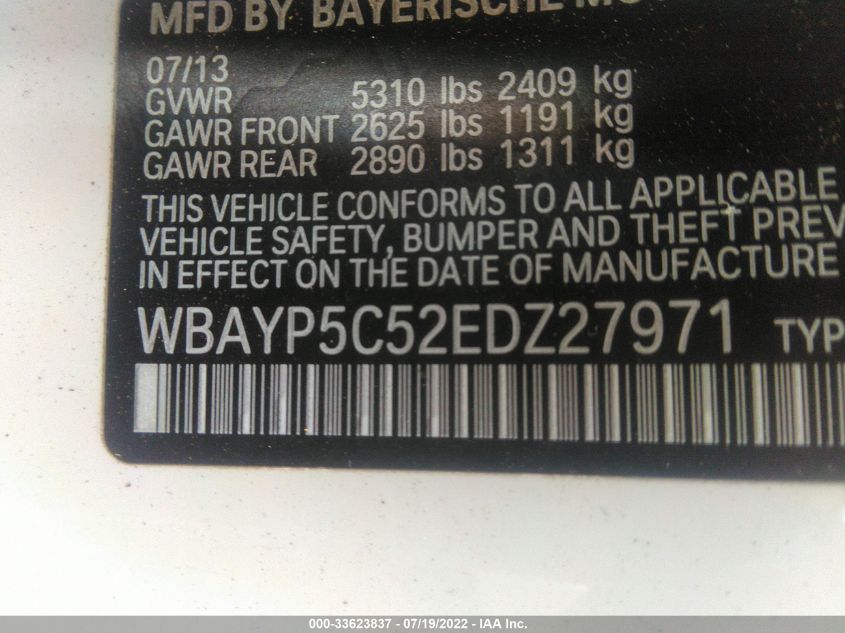 MFD BY BAYERISCHE
07/13
GVWR 5310 lbs 2409 kg
GAWR FRONT 2625 lbs 1191 kg
GAWR REAR 2890 lbs 1311 kg
THIS VEHICLE CONFORMS TO ALL APPLICABLE
VEHICLE SAFETY, BUMPER AND THEFT PREV
IN EFFECT ON THE DATE OF MANUFACTURE
WBAYP5C52EDZ27971 TYP
000-33623837 - 07/19/2022 - IAA Inc.